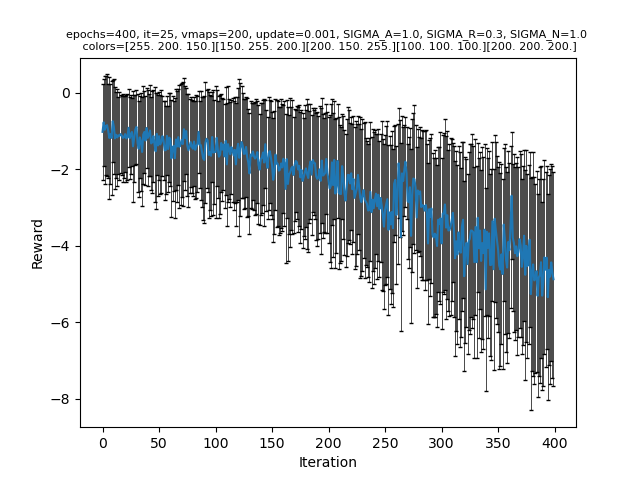 epochs=400, it=25, vmaps=200, update=0.001, SIGMA_A=1.0, SIGMA_R=0.3, SIGMA_N=1.0
colors=[255. 200. 150.][150. 255. 200.][200. 150. 255.][100. 100. 100.][200. 200. 200.]
0
−2
−4
−6
−8
Reward
0 50 100 150 200 250 300 350 400
Iteration